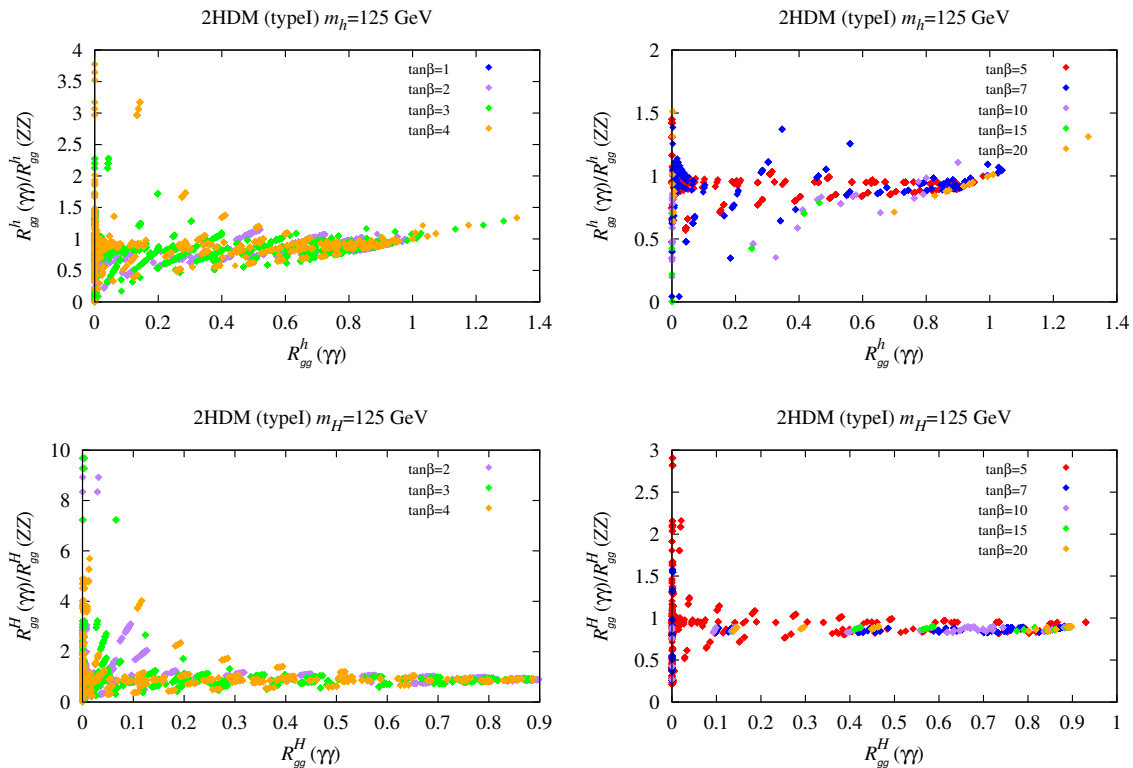 2HDM (typeI) m_h=125 GeV
R^h_gg (γγ)/R^h_gg (ZZ)
4
3.5
3
2.5
2
1.5
1
0.5
0
tanβ=1
tanβ=2
tanβ=3
tanβ=4
0 0.2 0.4 0.6 0.8 1 1.2 1.4
R^h_gg (γγ)
2HDM (typeI) m_h=125 GeV
R^h_gg (γγ)/R^h_gg (ZZ)
2
1.5
1
0.5
0
tanβ=5
tanβ=7
tanβ=10
tanβ=15
tanβ=20
0 0.2 0.4 0.6 0.8 1 1.2 1.4
R^h_gg (γγ)
2HDM (typeI) m_H=125 GeV
R^H_gg (γγ)/R^H_gg (ZZ)
10
8
6
4
2
0
tanβ=2
tanβ=3
tanβ=4
0 0.1 0.2 0.3 0.4 0.5 0.6 0.7 0.8 0.9
R^H_gg (γγ)
2HDM (typeI) m_H=125 GeV
R^H_gg (γγ)/R^H_gg (ZZ)
3
2.5
2
1.5
1
0.5
0
tanβ=5
tanβ=7
tanβ=10
tanβ=15
tanβ=20
0 0.1 0.2 0.3 0.4 0.5 0.6 0.7 0.8 0.9 1
R^H_gg (γγ)